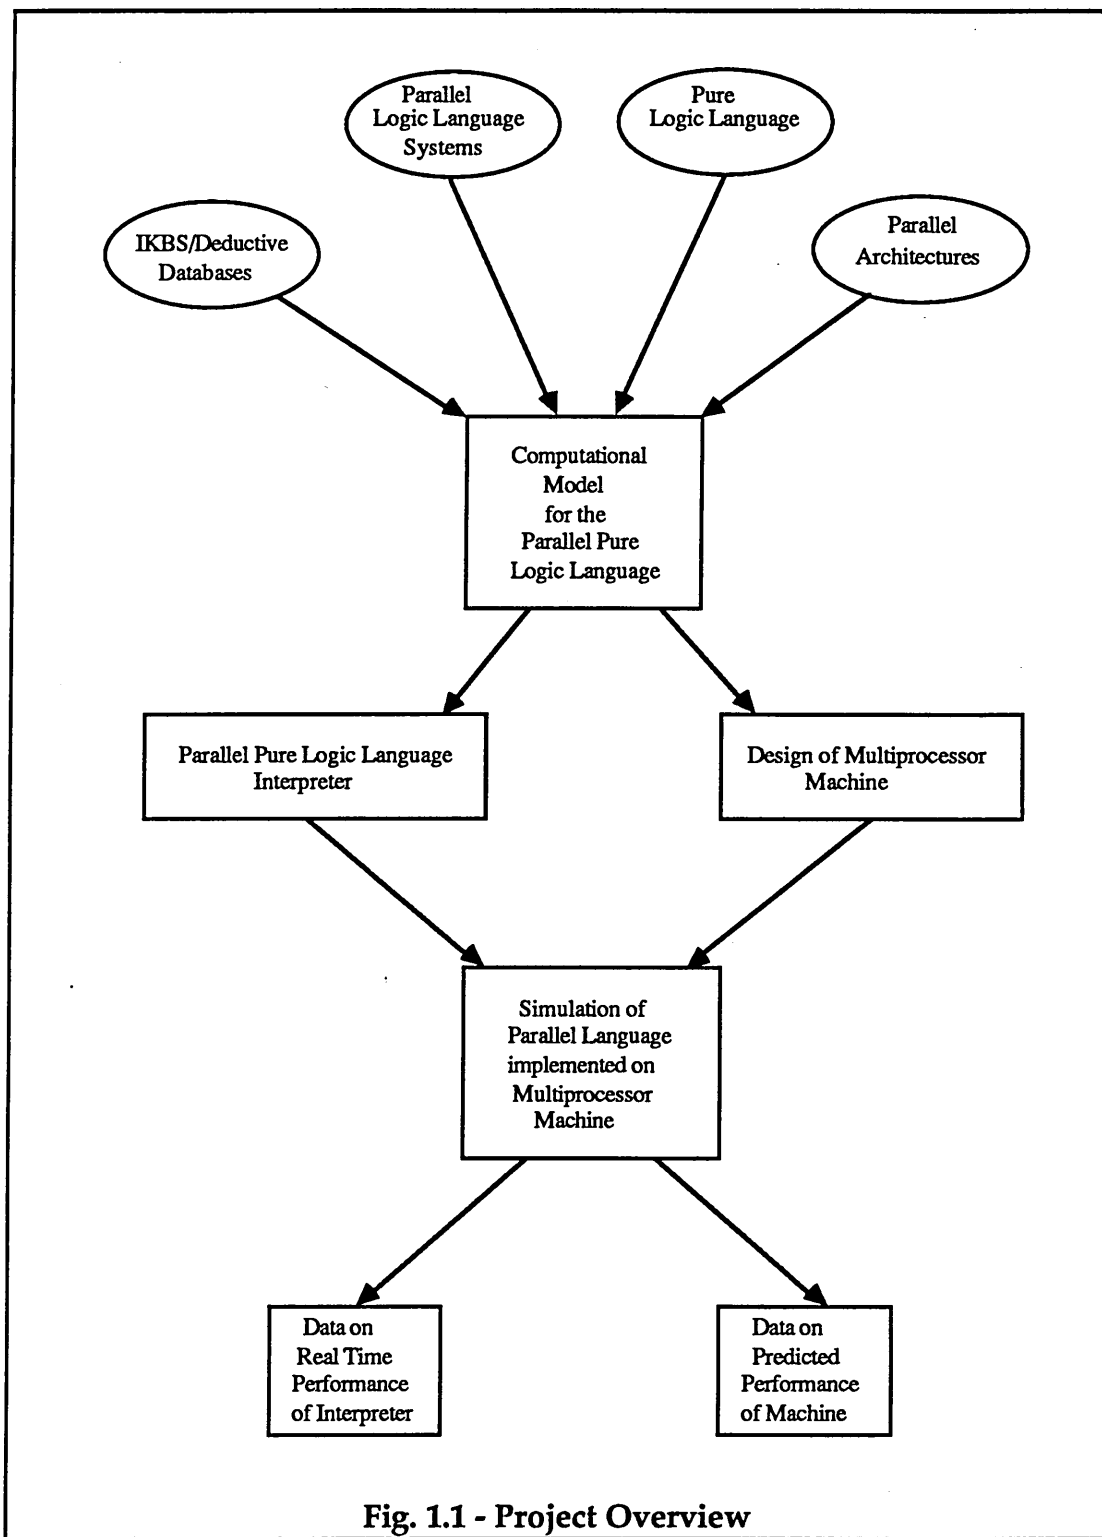 Parallel
Logic Language
Systems
Pure
Logic Language
IKBS/Deductive
Databases
Parallel
Architectures
Computational
Model
for the
Parallel Pure
Logic Language
Parallel Pure Logic Language
Interpreter
Design of Multiprocessor
Machine
Simulation of
Parallel Language
implemented on
Multiprocessor
Machine
Data on
Real Time
Performance
of Interpreter
Data on
Predicted
Performance
of Machine
Fig. 1.1 - Project Overview